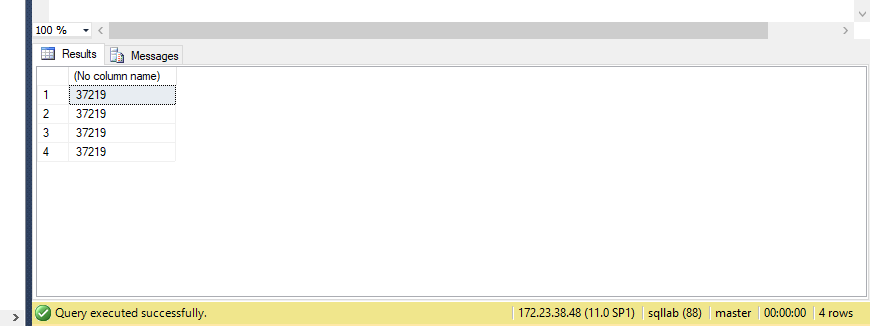 100 %
Results Messages
(No column name)
1 37219
2 37219
3 37219
4 37219
Query executed successfully. 172.23.38.48 (11.0 SP1) sqllab (88) master 00:00:00 4 rows